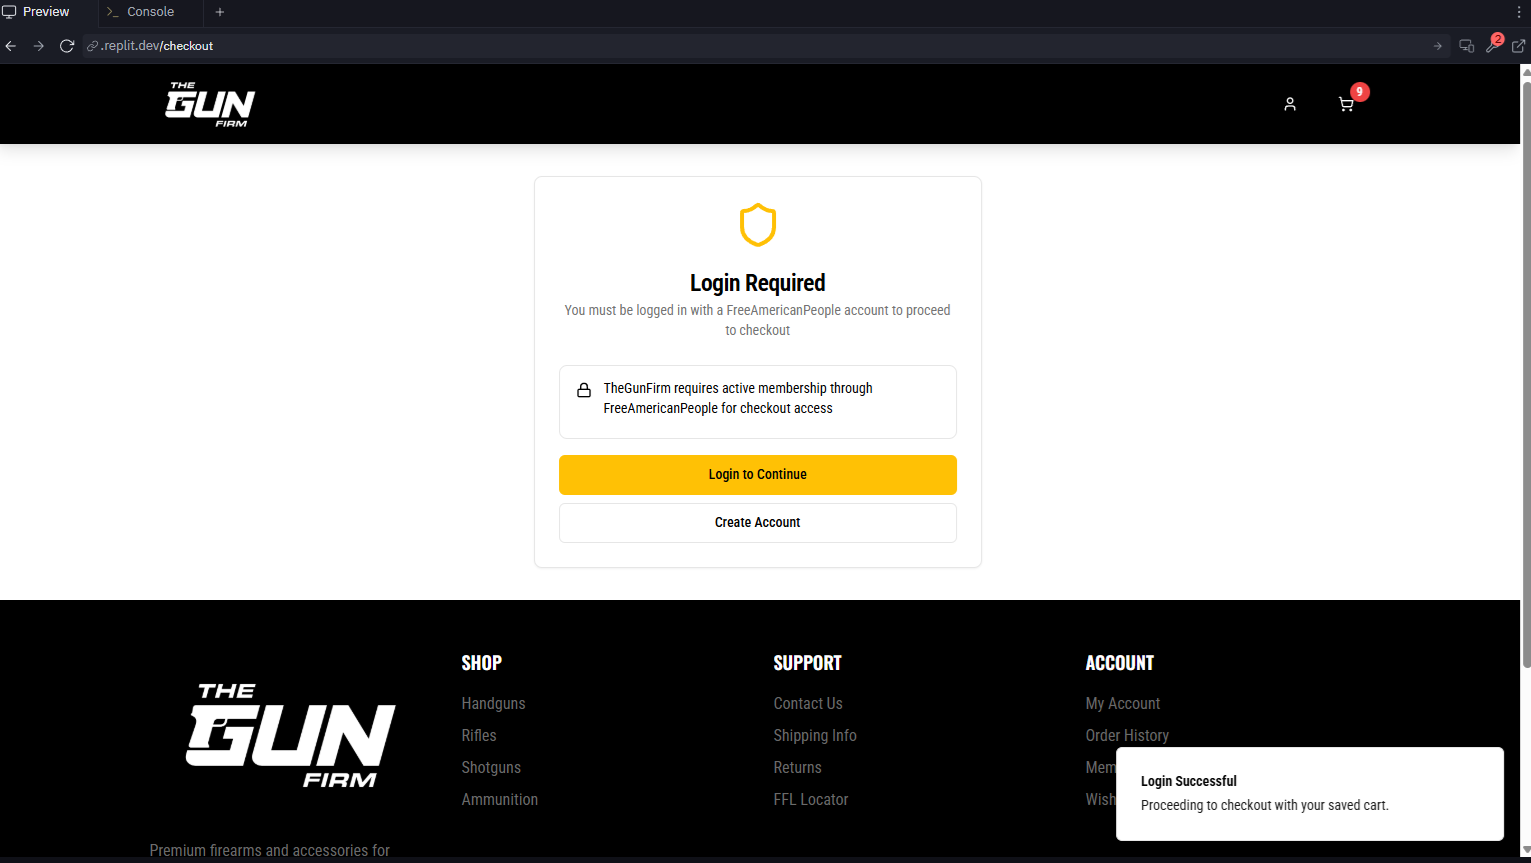 Preview
Console
.replit.dev/checkout
2
THE
GUN
FIRM
9
Login Required
You must be logged in with a FreeAmericanPeople account to proceed
to checkout
TheGunFirm requires active membership through
FreeAmericanPeople for checkout access
Login to Continue
Create Account
THE
GUN
FIRM
Premium firearms and accessories for
SHOP
Handguns
Rifles
Shotguns
Ammunition
SUPPORT
Contact Us
Shipping Info
Returns
FFL Locator
ACCOUNT
My Account
Order History
Mem
Wish
Login Successful
Proceeding to checkout with your saved cart.